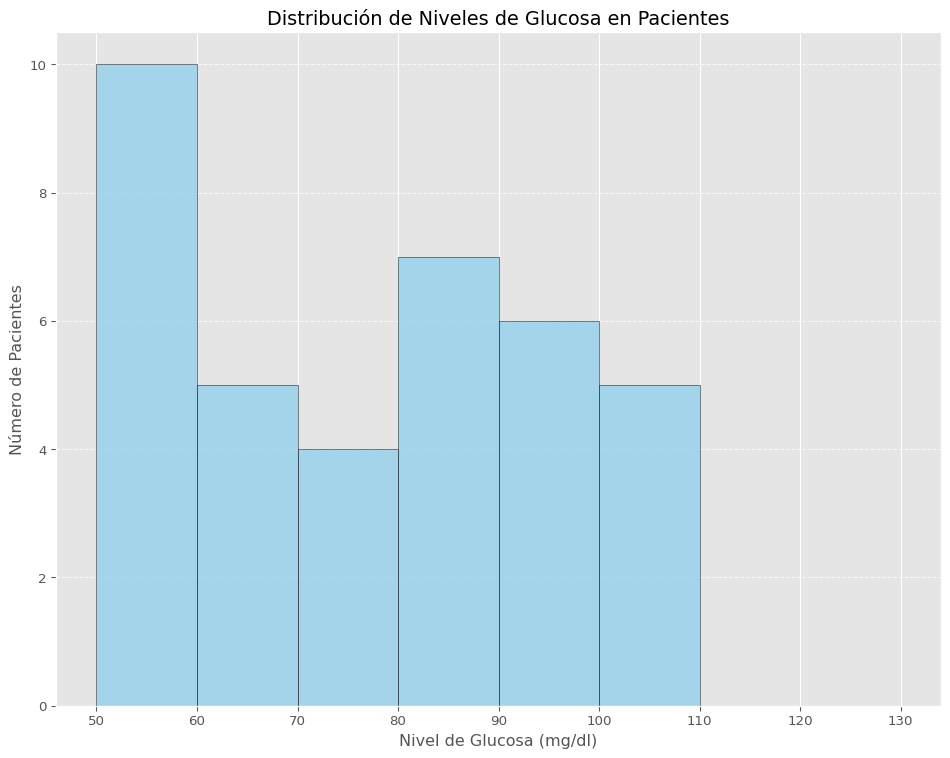 Distribución de Niveles de Glucosa en Pacientes
Número de Pacientes
10
8
6
4
2
0
50 60 70 80 90 100 110 120 130
Nivel de Glucosa (mg/dl)